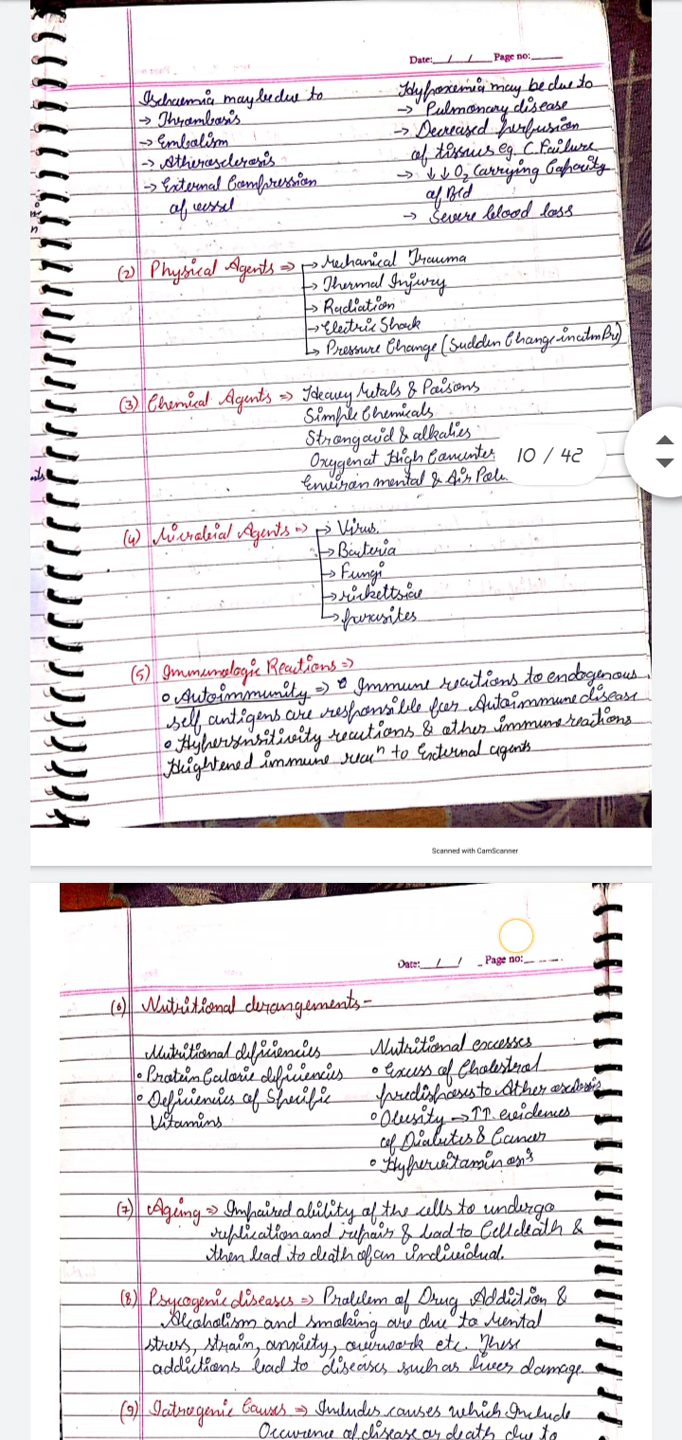 Date: / / Page no:
Ischaemia may be due to
→ Thrombosis
→ Embolism
→ Atherosclerosis
→ External Compression
of vessel
Hypoxemia may be due to
→ Pulmonary disease
→ Decreased perfusion
of tissues eg. C. Failure
→ ↓↓ O2 Carrying Capacity
of Bld
→ Severe blood loss
(2) Physical Agents ⇒ → Mechanical Trauma
→ Thermal Injury
→ Radiation
→ Electric Shock
→ Pressure Change (Sudden Change in atm Pr)
(3) Chemical Agents ⇒ Heavy Metals & Poisons
Simple Chemicals
Strong acid & alkalies
Oxygen at High Concenter
Environmental & Air Pol
10 / 42
(4) Microbial Agents ⇒ → Virus
→ Bacteria
→ Fungi
→ rickettsiae
→ parasites
(5) Immunologic Reactions ⇒
o Autoimmunity ⇒ Immune reactions to endogenous
self antigens are responsible for Autoimmune disease
o Hypersensitivity reactions & other immune reactions
Heightened immune reacn to External agents
Scanned with CamScanner
Date: / / Page no:
(6) Nutritional derangements -
Nutritional deficiencies
• Protein Calorie deficiencies
o Deficiencies of Specific
Vitamins
Nutritional excesses
o Excess of Cholestrol
predisposes to Atherosclerosis
o Obesity → ↑↑ evidences
of Diabetes & Cancer
o Hypervitaminosis
(7) Ageing ⇒ Impaired ability of the cells to undergo
replication and repair & lead to Cell death &
then lead to death of an individual.
(8) Psycogenic diseases ⇒ Problem of Drug Addiction &
Alcoholism and smoking are due to Mental
stress, strain, anxiety, overwork etc. These
addictions lead to diseases such as liver damage.
(9) Iatrogenic Causes ⇒ Includes causes which Include
Occurence of disease or death due to